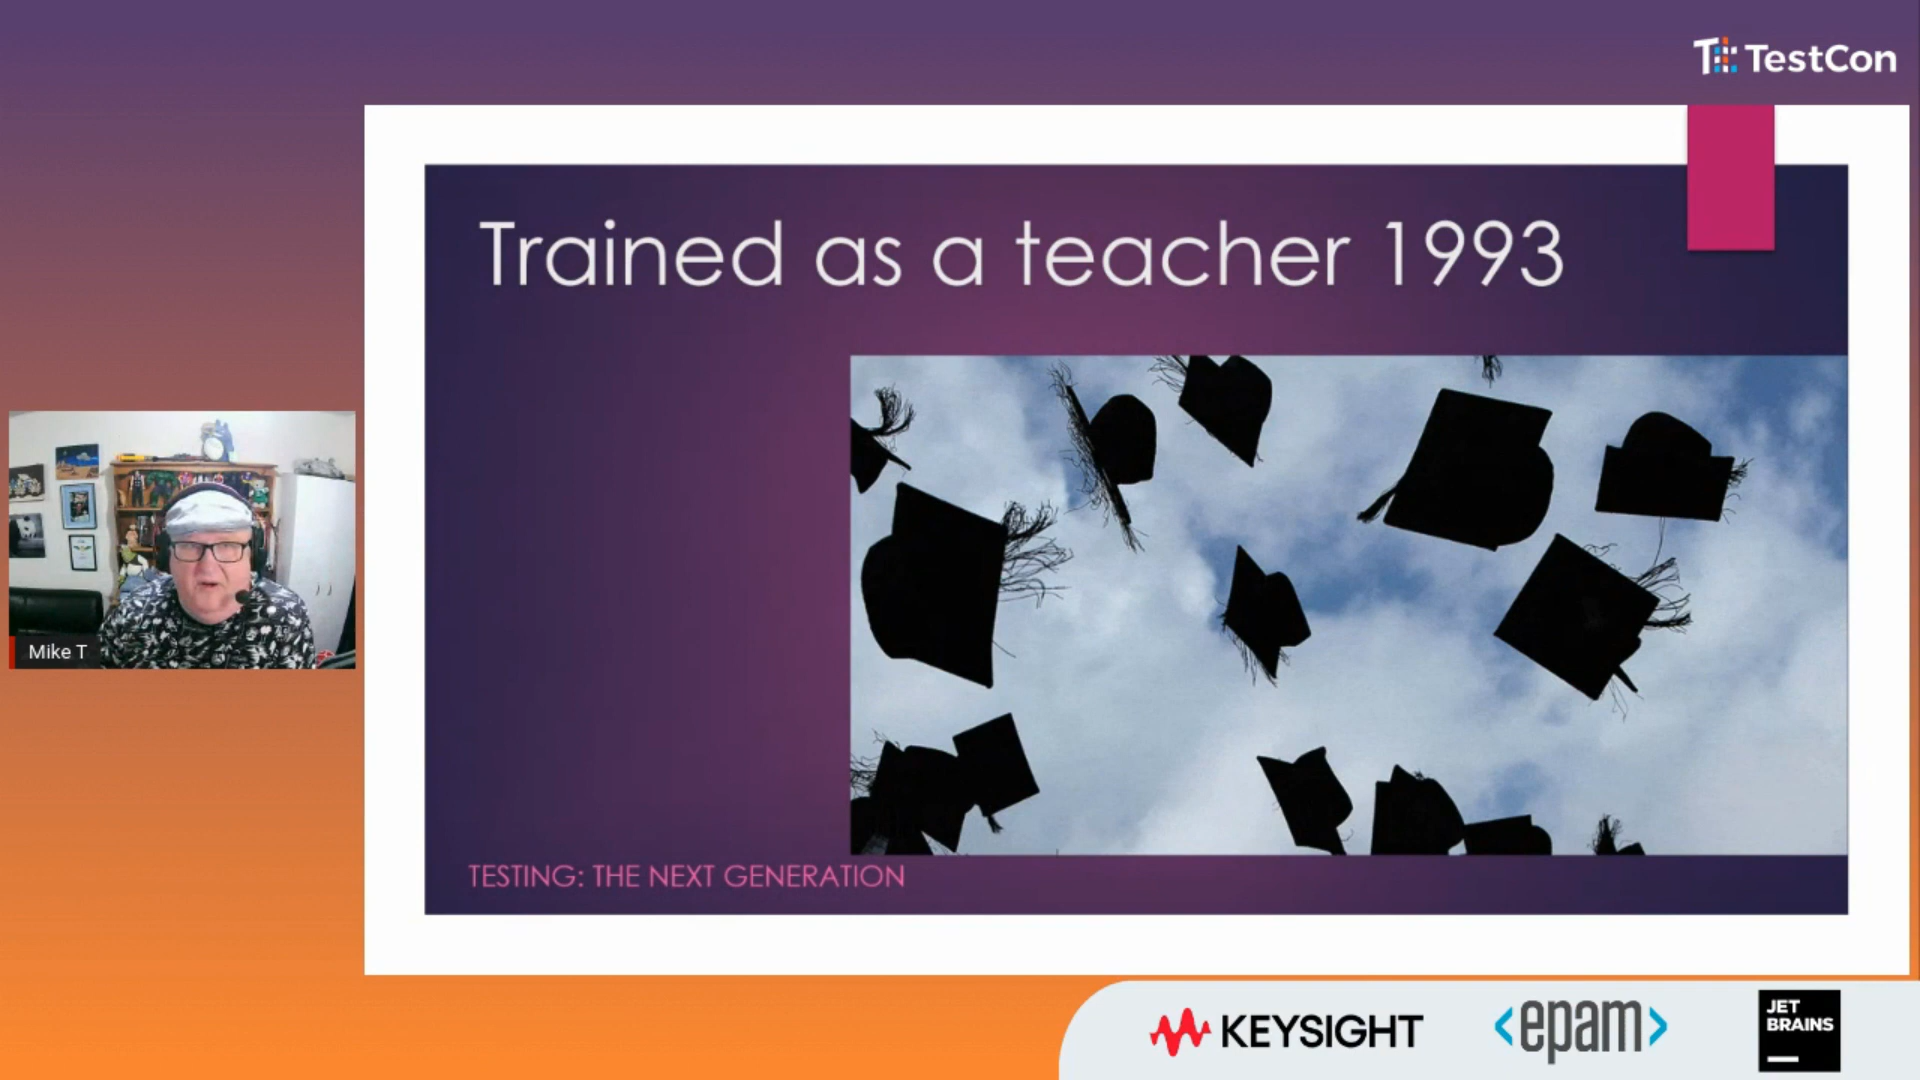 TestCon
Trained as a teacher 1993
Mike T
TESTING: THE NEXT GENERATION
KEYSIGHT
<epam>
JET
BRAINS